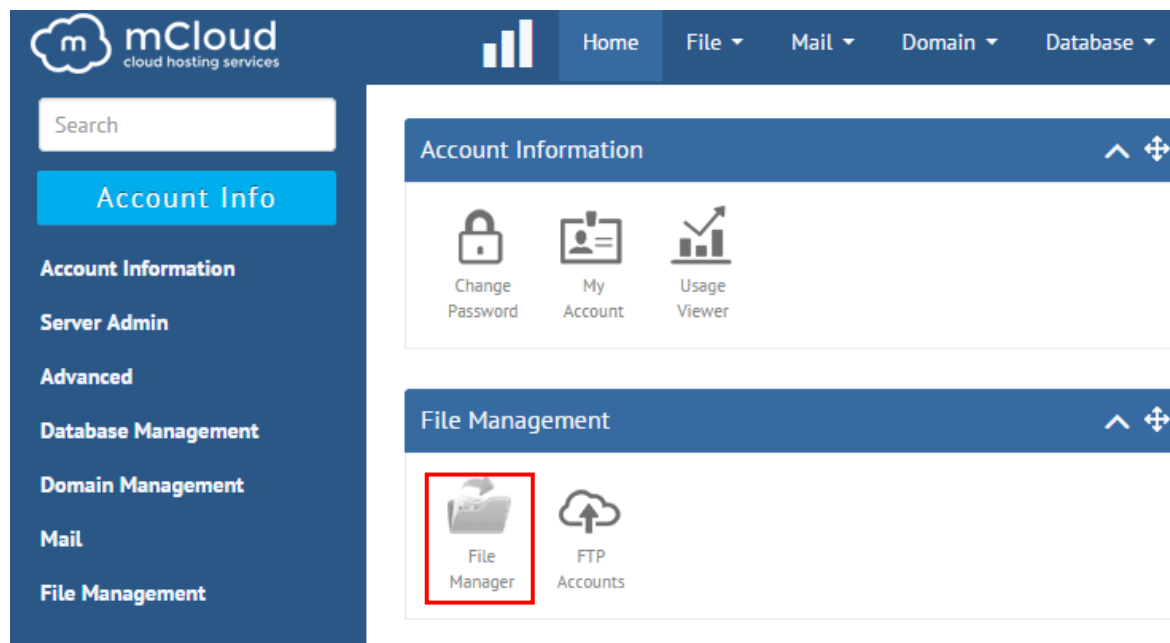 m mCloud
cloud hosting services
Home File Mail Domain Database
Search
Account Info
Account Information
Server Admin
Advanced
Database Management
Domain Management
Mail
File Management
Account Information
Change
Password
My
Account
Usage
Viewer
File Management
File
Manager
FTP
Accounts